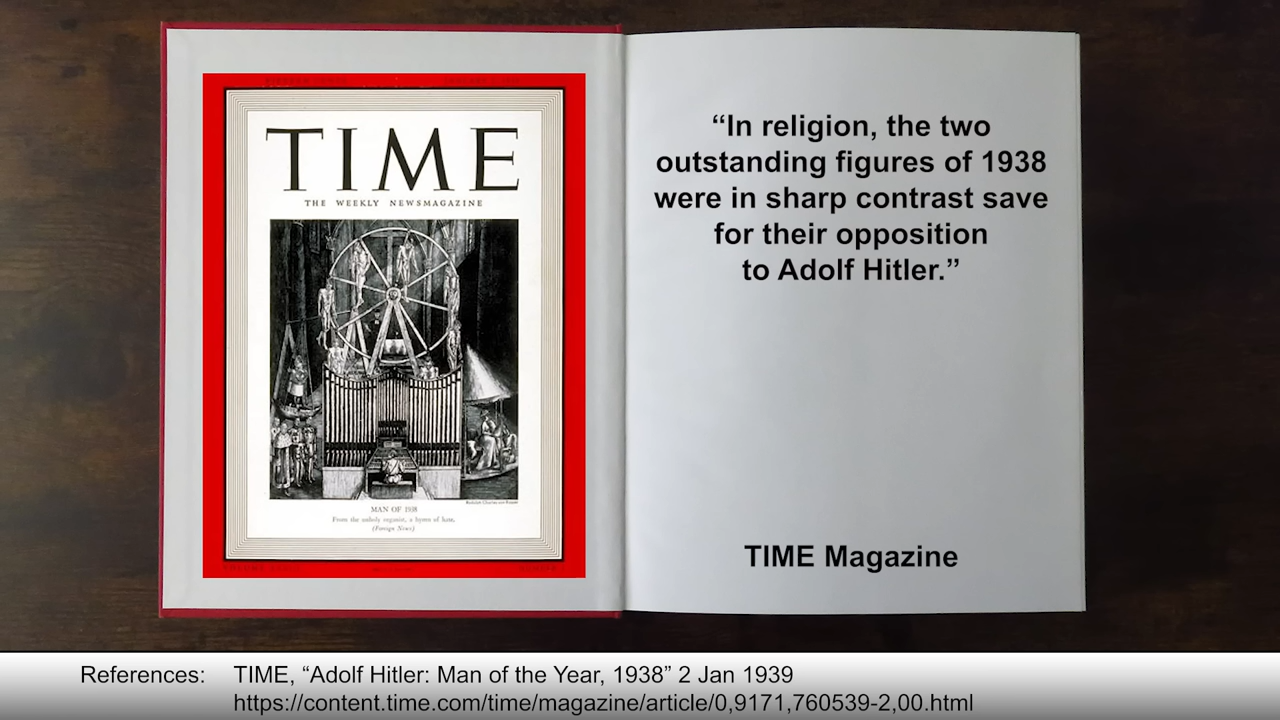 TIME
THE WEEKLY NEWSMAGAZINE
MAN OF 1938
From the unholy organist, a hymn of hate.
(Foreign News)
“In religion, the two
outstanding figures of 1938
were in sharp contrast save
for their opposition
to Adolf Hitler.”
TIME Magazine
References: TIME, “Adolf Hitler: Man of the Year, 1938” 2 Jan 1939
https://content.time.com/time/magazine/article/0,9171,760539-2,00.html